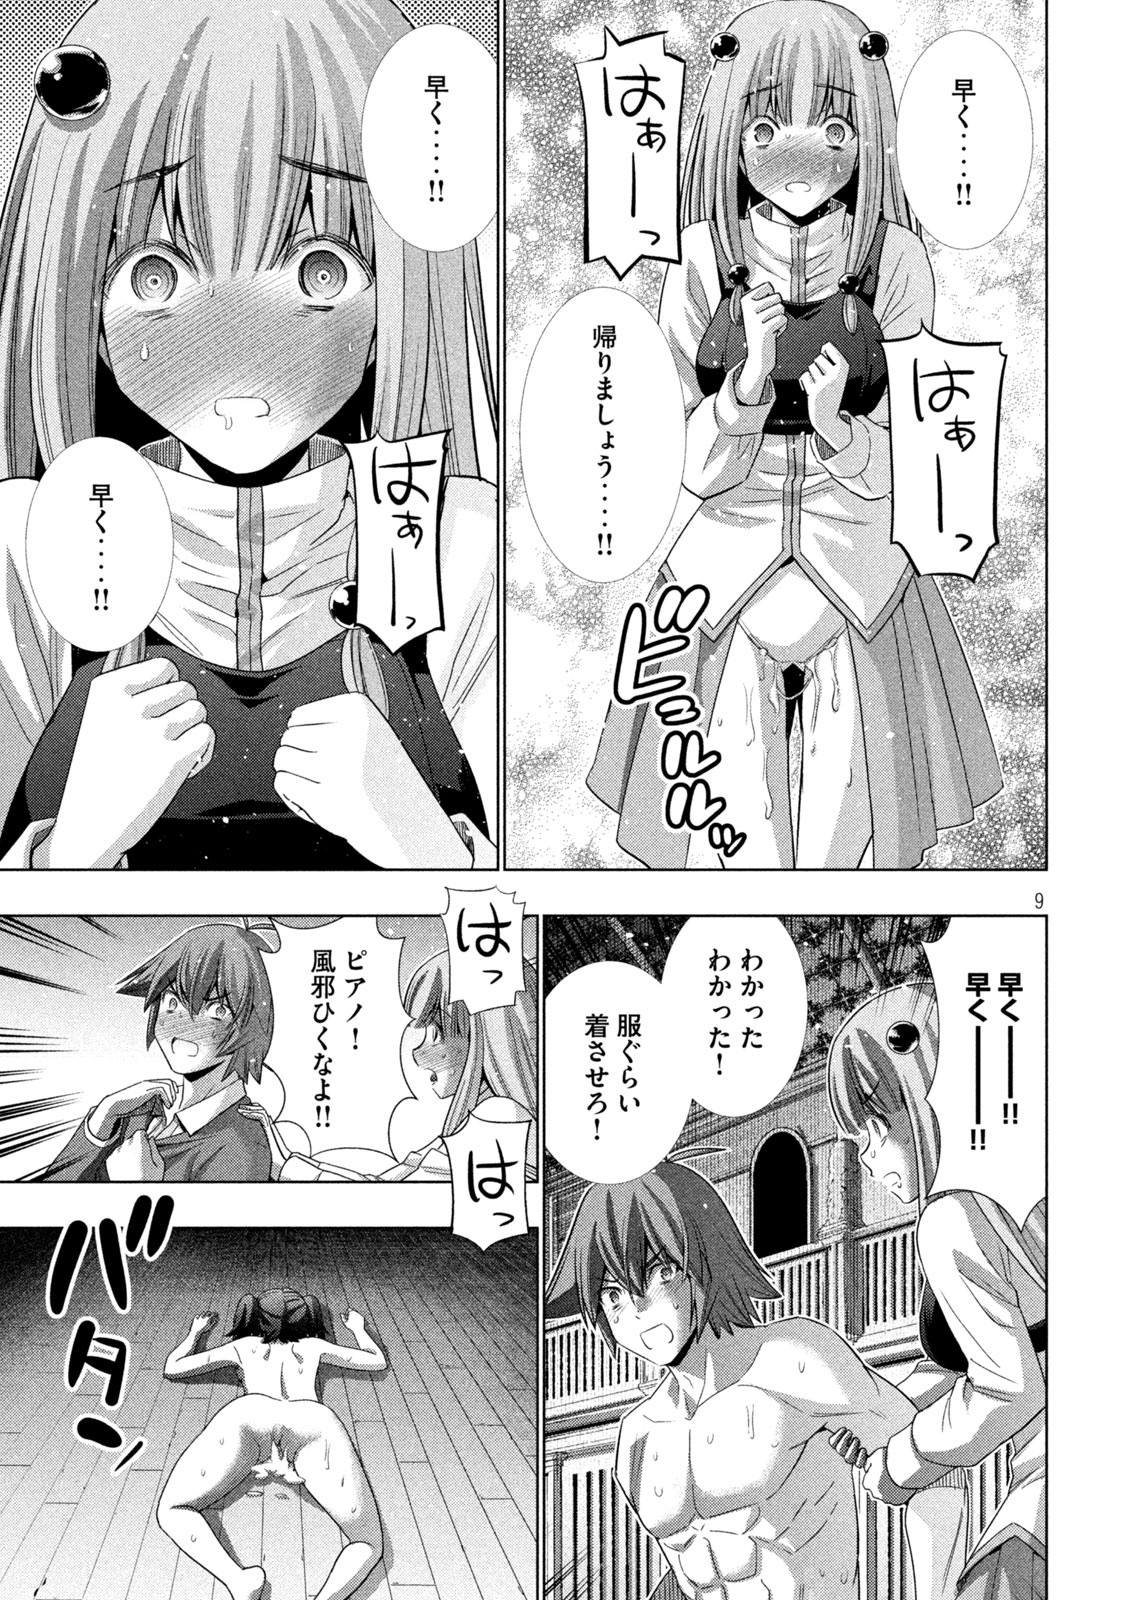 早く‥‥‼
はぁーっ
帰りましょう‥‥‼
はぁーっ
ビュルルルッ
早く‥‥‼
はぁーっ
早く‥‥‼
9
早くーー‼
早くーー‼
わかった
わかった！
服ぐらい
着させろ！
はっ
ピアノ！
風邪ひくなよ‼
はっ
バタン